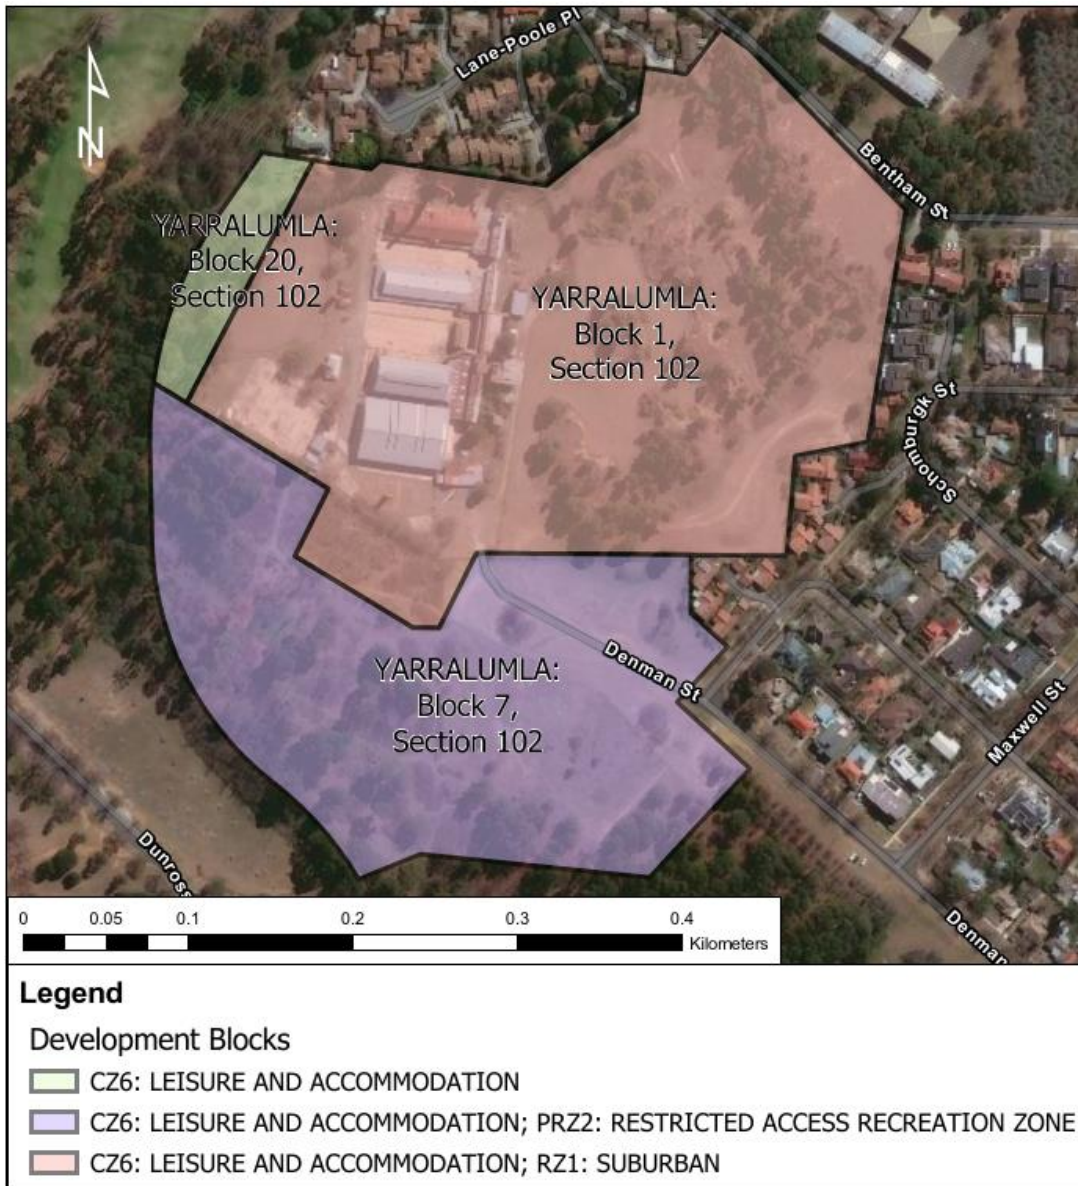 Lane-Poole Pl
N
Bentham St
YARRALUMLA:
Block 20,
Section 102
YARRALUMLA:
Block 1,
Section 102
Schomburgk St
YARRALUMLA:
Block 7,
Section 102
Denman St
Maxwell St
Dunross
Denman
0 0.05 0.1 0.2 0.3 0.4
Kilometers
Legend
Development Blocks
CZ6: LEISURE AND ACCOMMODATION
CZ6: LEISURE AND ACCOMMODATION; PRZ2: RESTRICTED ACCESS RECREATION ZONE
CZ6: LEISURE AND ACCOMMODATION; RZ1: SUBURBAN